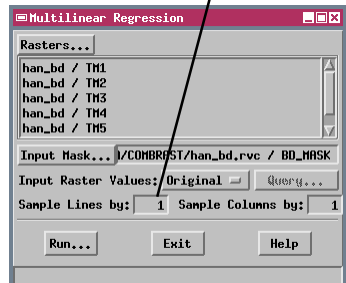 Multilinear Regression
Rasters...
han_bd / TM1
han_bd / TM2
han_bd / TM3
han_bd / TM4
han_bd / TM5
Input Mask... )/COMBRAST/han_bd.rvc / BD_MASK
Input Raster Values: Original Query...
Sample Lines by: 1 Sample Columns by: 1
Run... Exit Help